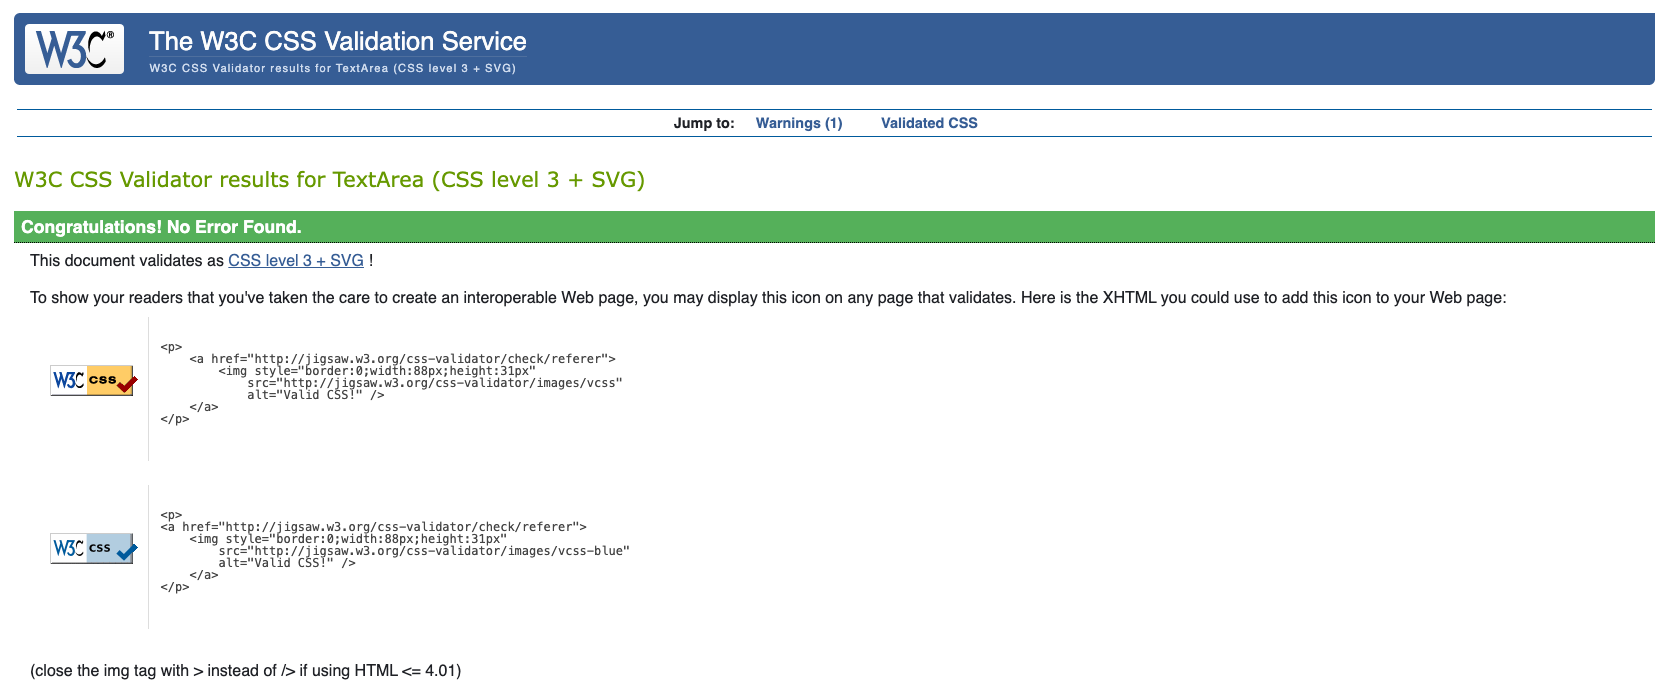 W3C®
The W3C CSS Validation Service
W3C CSS Validator results for TextArea (CSS level 3 + SVG)
Jump to: Warnings (1) Validated CSS
W3C CSS Validator results for TextArea (CSS level 3 + SVG)
Congratulations! No Error Found.
This document validates as CSS level 3 + SVG !
To show your readers that you've taken the care to create an interoperable Web page, you may display this icon on any page that validates. Here is the XHTML you could use to add this icon to your Web page:
W3C css
<p>
    <a href="http://jigsaw.w3.org/css-validator/check/referer">
        <img style="border:0;width:88px;height:31px"
            src="http://jigsaw.w3.org/css-validator/images/vcss"
            alt="Valid CSS!" />
    </a>
</p>
W3C css
<p>
<a href="http://jigsaw.w3.org/css-validator/check/referer">
    <img style="border:0;width:88px;height:31px"
        src="http://jigsaw.w3.org/css-validator/images/vcss-blue"
        alt="Valid CSS!" />
    </a>
</p>
(close the img tag with > instead of /> if using HTML <= 4.01)